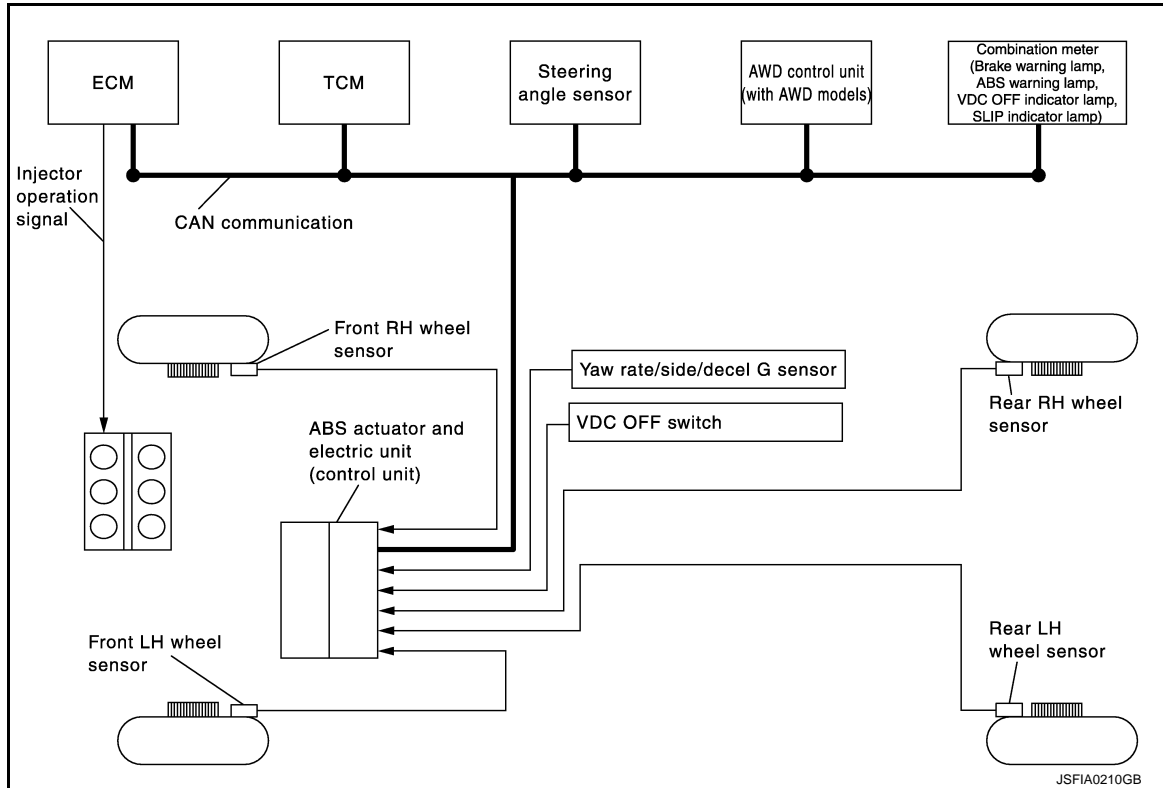 ECM
TCM
Steering
angle sensor
AWD control unit
(with AWD models)
Combination meter
(Brake warning lamp,
ABS warning lamp,
VDC OFF indicator lamp,
SLIP indicator lamp)
Injector
operation
signal
CAN communication
Front RH wheel
sensor
Yaw rate/side/decel G sensor
VDC OFF switch
Rear RH wheel
sensor
ABS actuator and
electric unit
(control unit)
Front LH wheel
sensor
Rear LH
wheel sensor
JSFIA0210GB